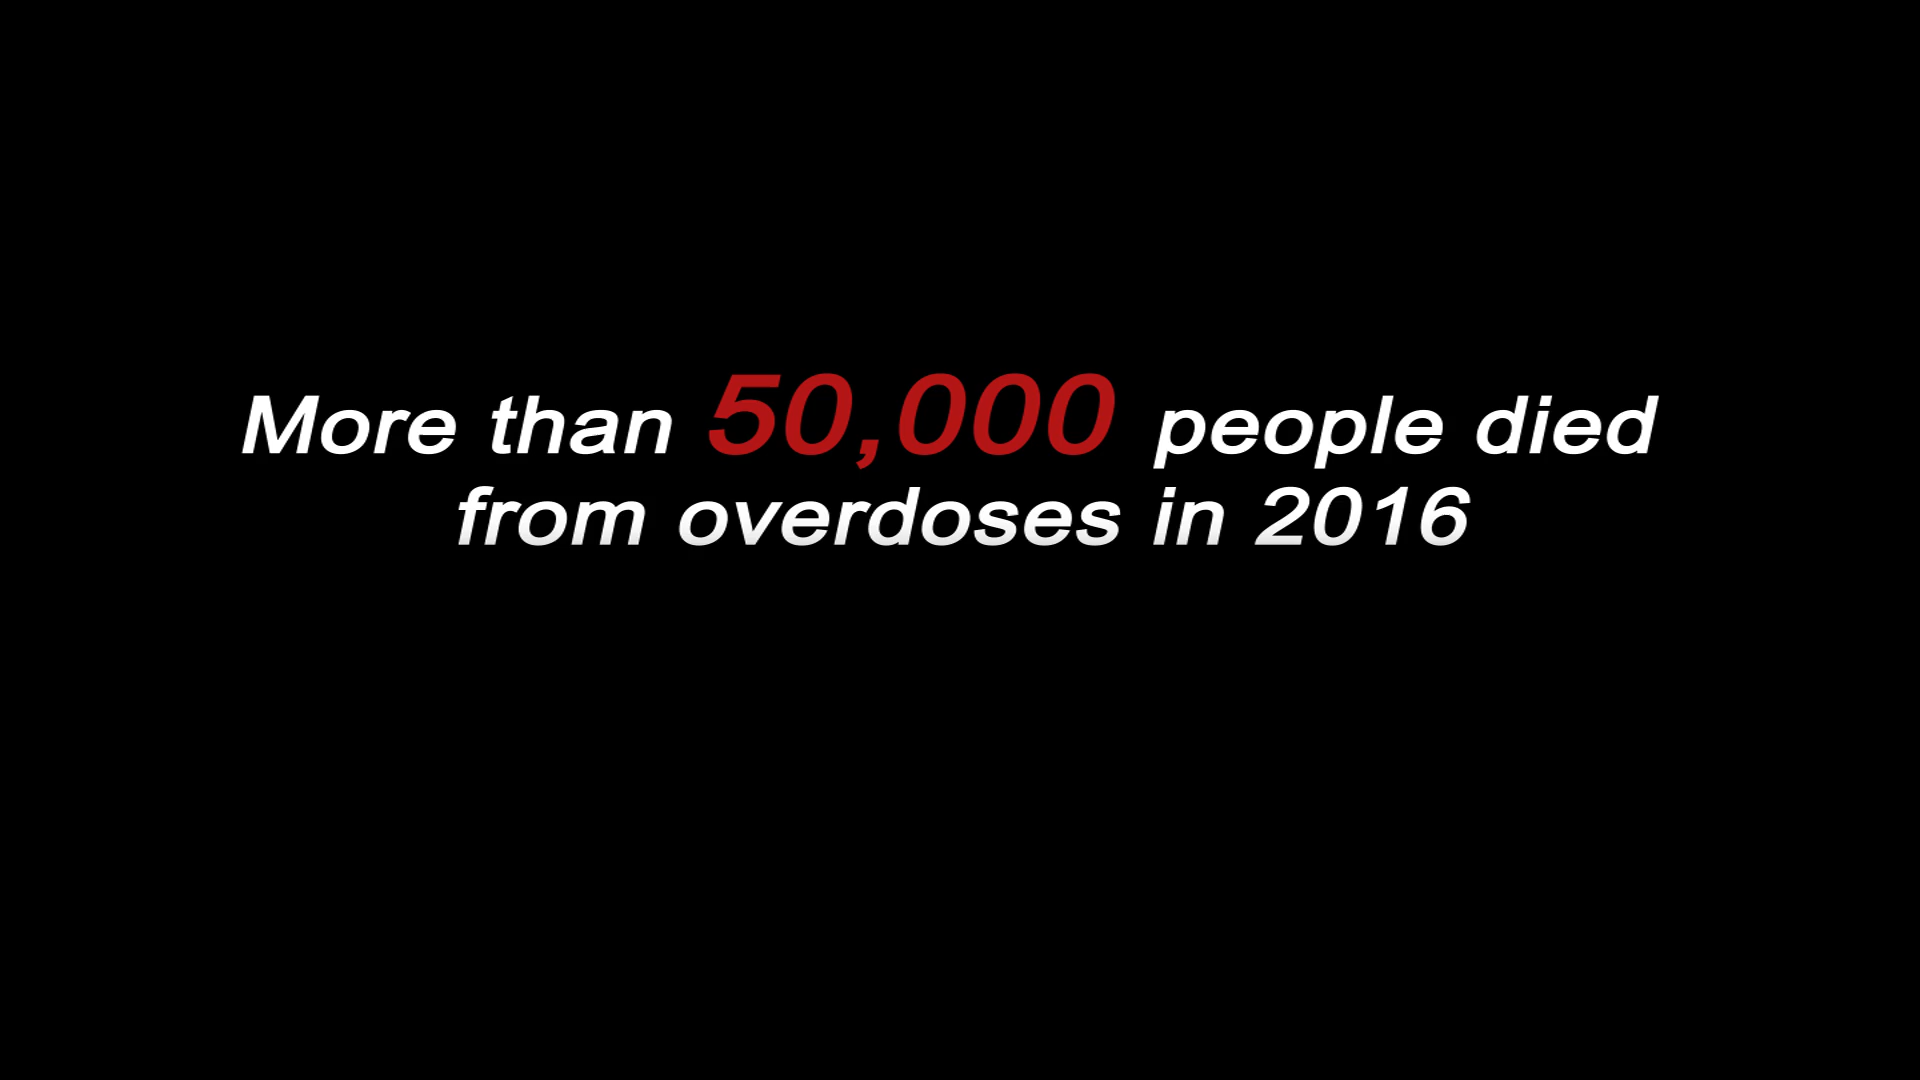 More than 50,000 people died
from overdoses in 2016